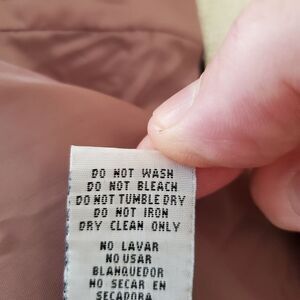 DO NOT WASH
DO NOT BLEACH
DO NOT TUMBLE DRY
DO NOT IRON
DRY CLEAN ONLY
NO LAVAR
NO USAR
BLANQUEDOR
NO SECAR EN
SECADORA